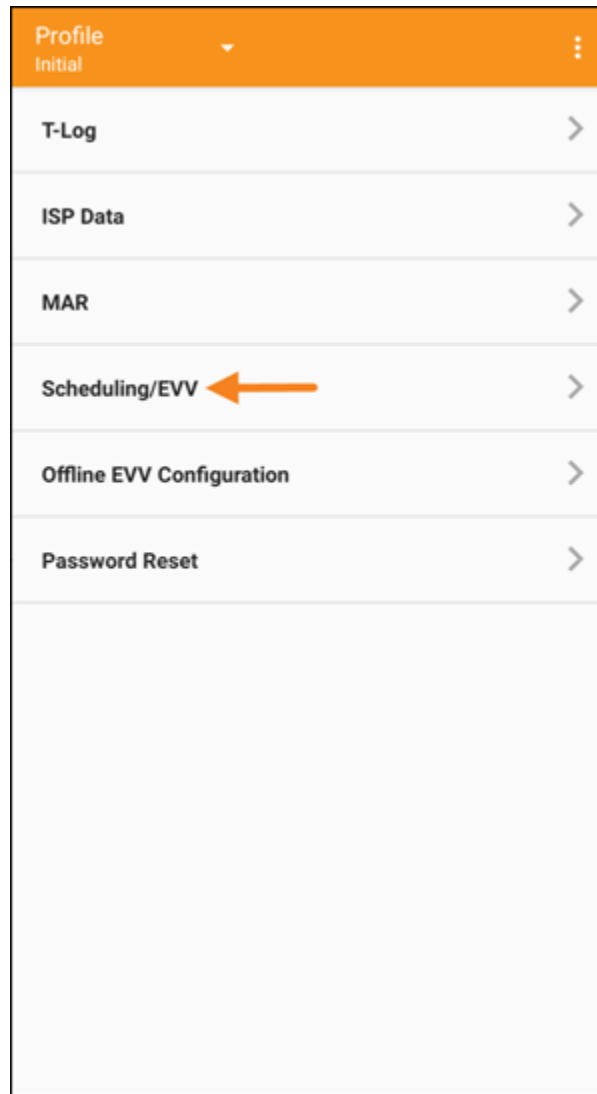 Profile
Initial
T-Log
ISP Data
MAR
Scheduling/EVV
Offline EVV Configuration
Password Reset